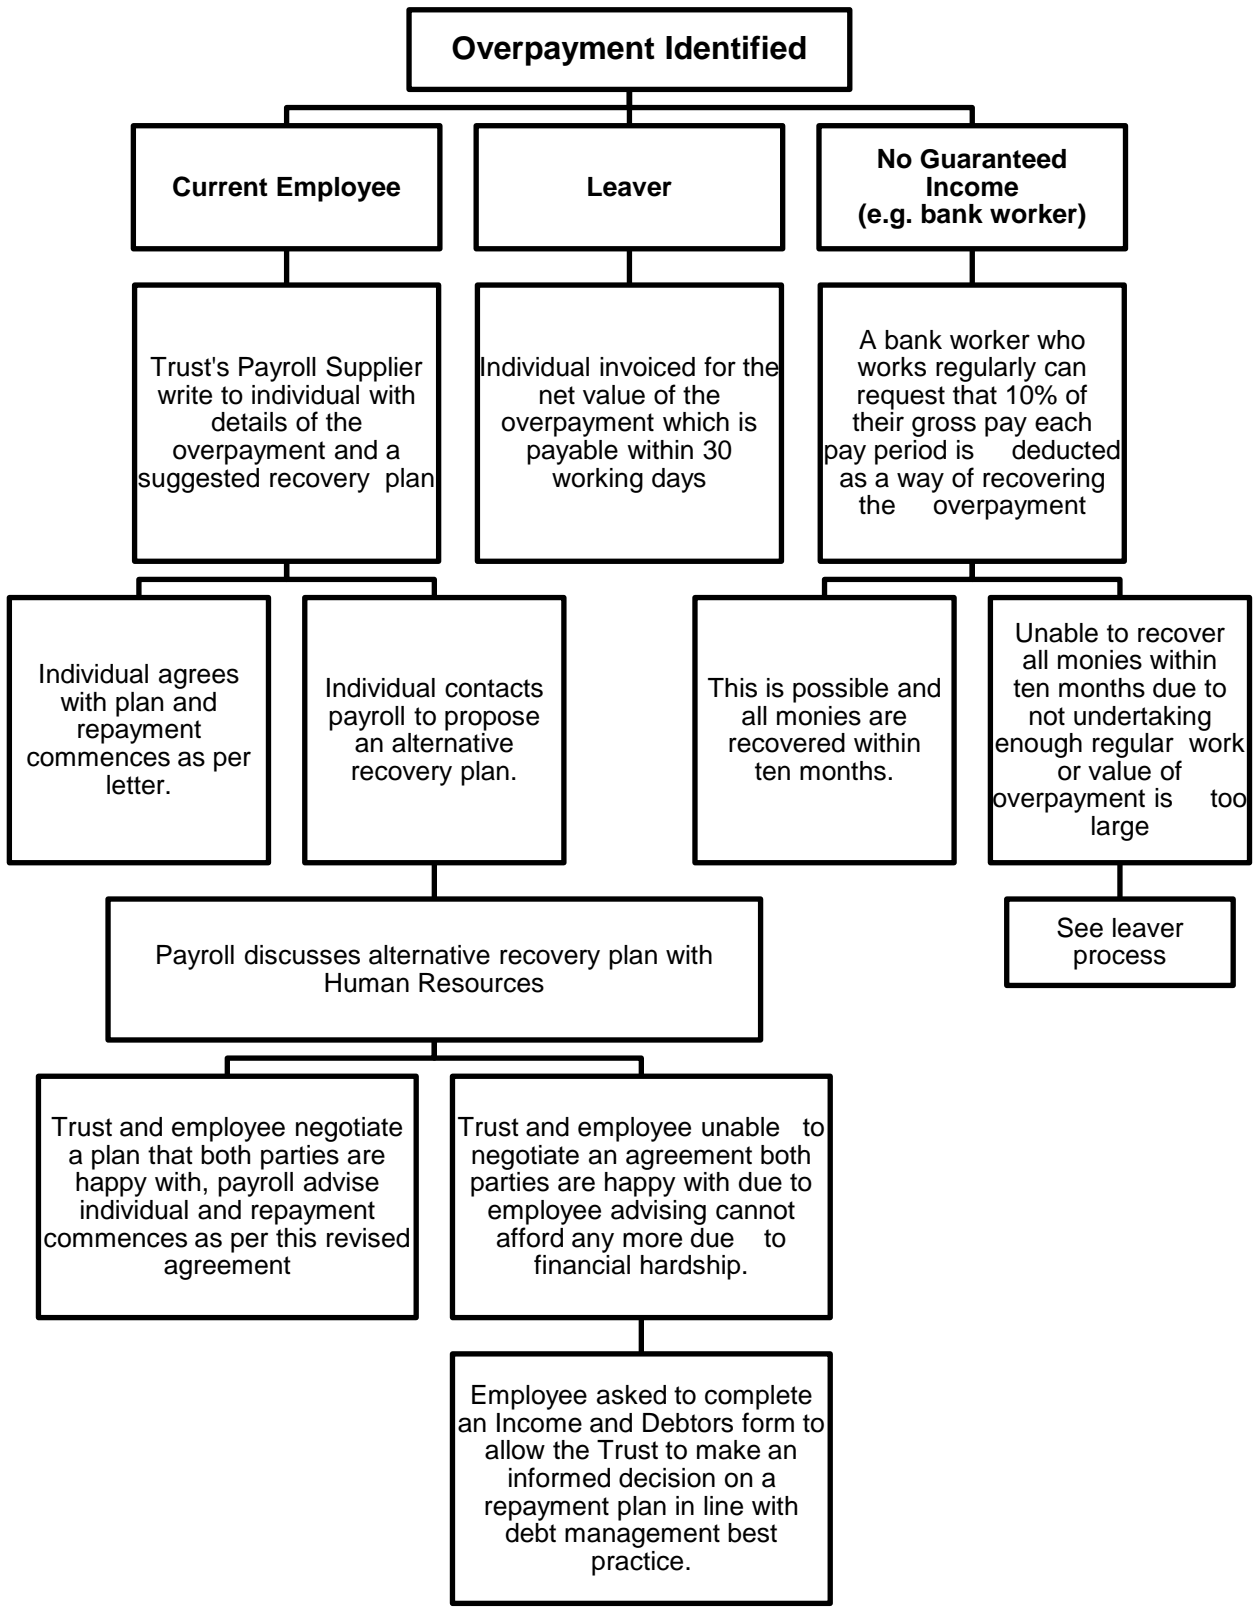 Overpayment Identified
Current Employee
Leaver
No Guaranteed
Income
(e.g. bank worker)
Trust's Payroll Supplier
write to individual with
details of the
overpayment and a
suggested recovery plan
Individual invoiced for the
net value of the
overpayment which is
payable within 30
working days
A bank worker who
works regularly can
request that 10% of
their gross pay each
pay period is deducted
as a way of recovering
the overpayment
Individual agrees
with plan and
repayment
commences as per
letter.
Individual contacts
payroll to propose
an alternative
recovery plan.
This is possible and
all monies are
recovered within
ten months.
Unable to recover
all monies within
ten months due to
not undertaking
enough regular work
or value of
overpayment is too
large
Payroll discusses alternative recovery plan with
Human Resources
See leaver
process
Trust and employee negotiate
a plan that both parties are
happy with, payroll advise
individual and repayment
commences as per this revised
agreement
Trust and employee unable to
negotiate an agreement both
parties are happy with due to
employee advising cannot
afford any more due to
financial hardship.
Employee asked to complete
an Income and Debtors form to
allow the Trust to make an
informed decision on a
repayment plan in line with
debt management best
practice.